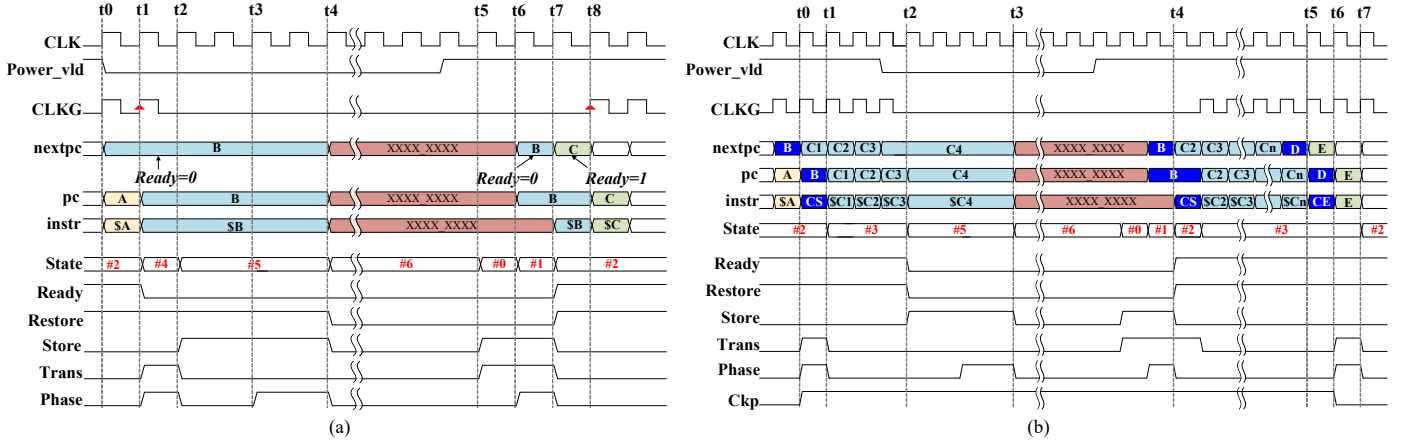 t0 t1 t2 t3 t4 t5 t6 t7 t8
CLK
Power_vld
CLKG
nextpc B XXXX_XXXX B C
Ready=0 Ready=0 Ready=1
pc A B XXXX_XXXX B C
instr $A $B XXXX_XXXX $B $C
State #2 #4 #5_ #6 #0 #1 #2
Ready
Restore
Store
Trans
Phase
(a)
t0 t1 t2 t3 t4 t5 t6 t7
CLK
Power_vld
CLKG
nextpc B C1 C2 C3 C4 XXXX_XXXX B C2 C3 Cn D E
pc A B C1 C2 C3 C4 XXXX_XXXX B C2 C3 Cn D E
instr $A CS $C1 $C2 $C3 $C4 XXXX_XXXX CS $C2 $C3 $Cn CE E
State #2 #3 #5_ #6 #0 #1 #2 #3 #2
Ready
Restore
Store
Trans
Phase
Ckp
(b)